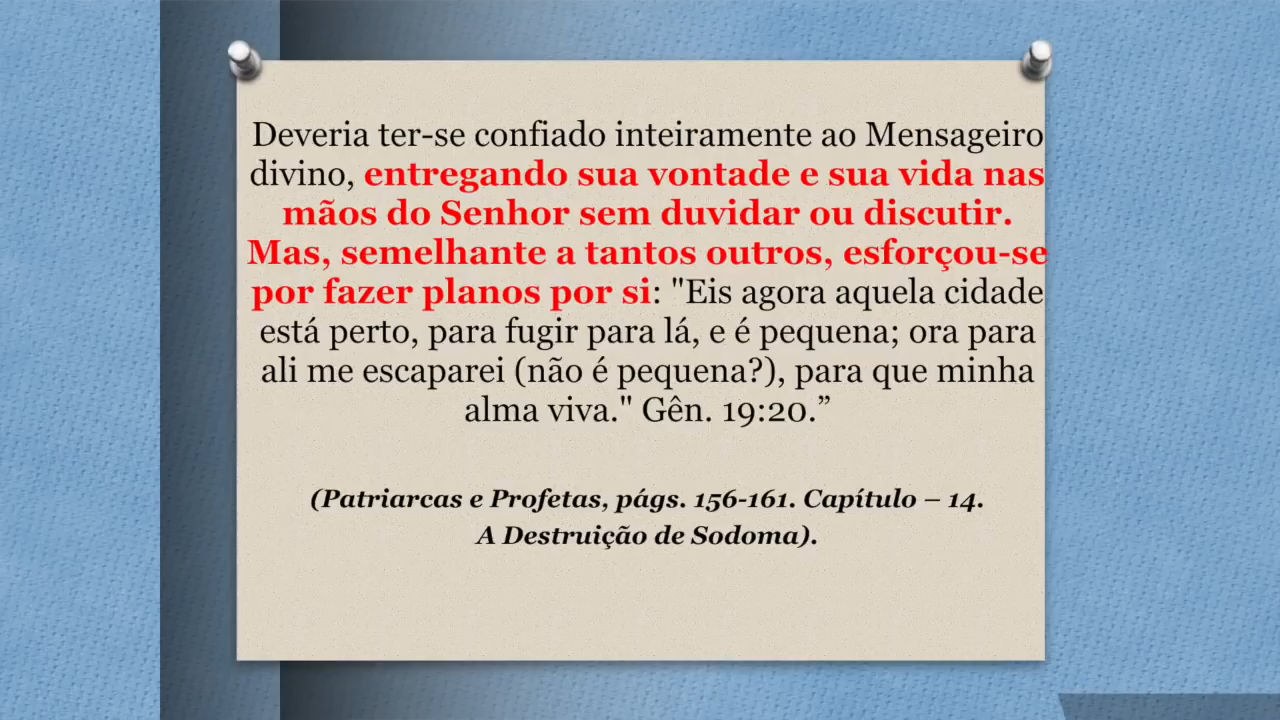 Deveria ter-se confiado inteiramente ao Mensageiro
divino, entregando sua vontade e sua vida nas
mãos do Senhor sem duvidar ou discutir.
Mas, semelhante a tantos outros, esforçou-se
por fazer planos por si: "Eis agora aquela cidade
está perto, para fugir para lá, e é pequena; ora para
ali me escaparei (não é pequena?), para que minha
alma viva." Gên. 19:20.”
(Patriarcas e Profetas, págs. 156-161. Capítulo – 14.
A Destruição de Sodoma).